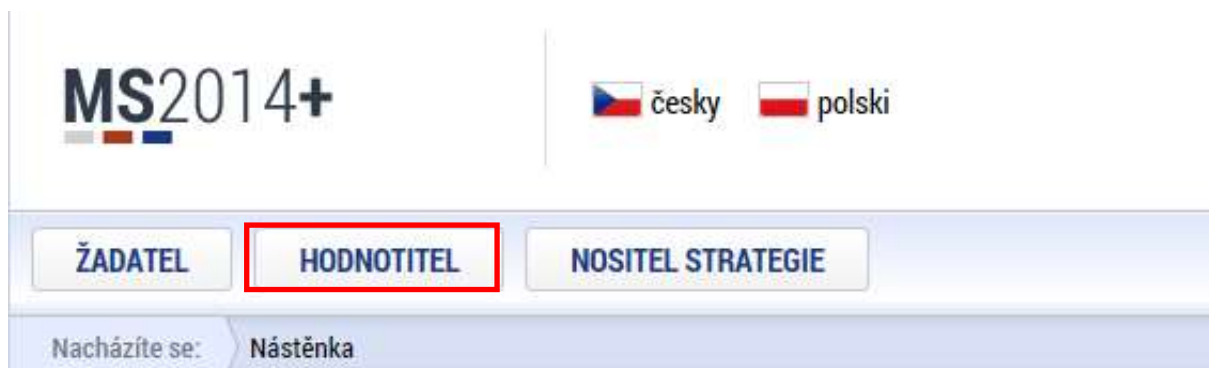 MS2014+
česky polski
ŽADATEL HODNOTITEL NOSITEL STRATEGIE
Nacházíte se: Nástěnka